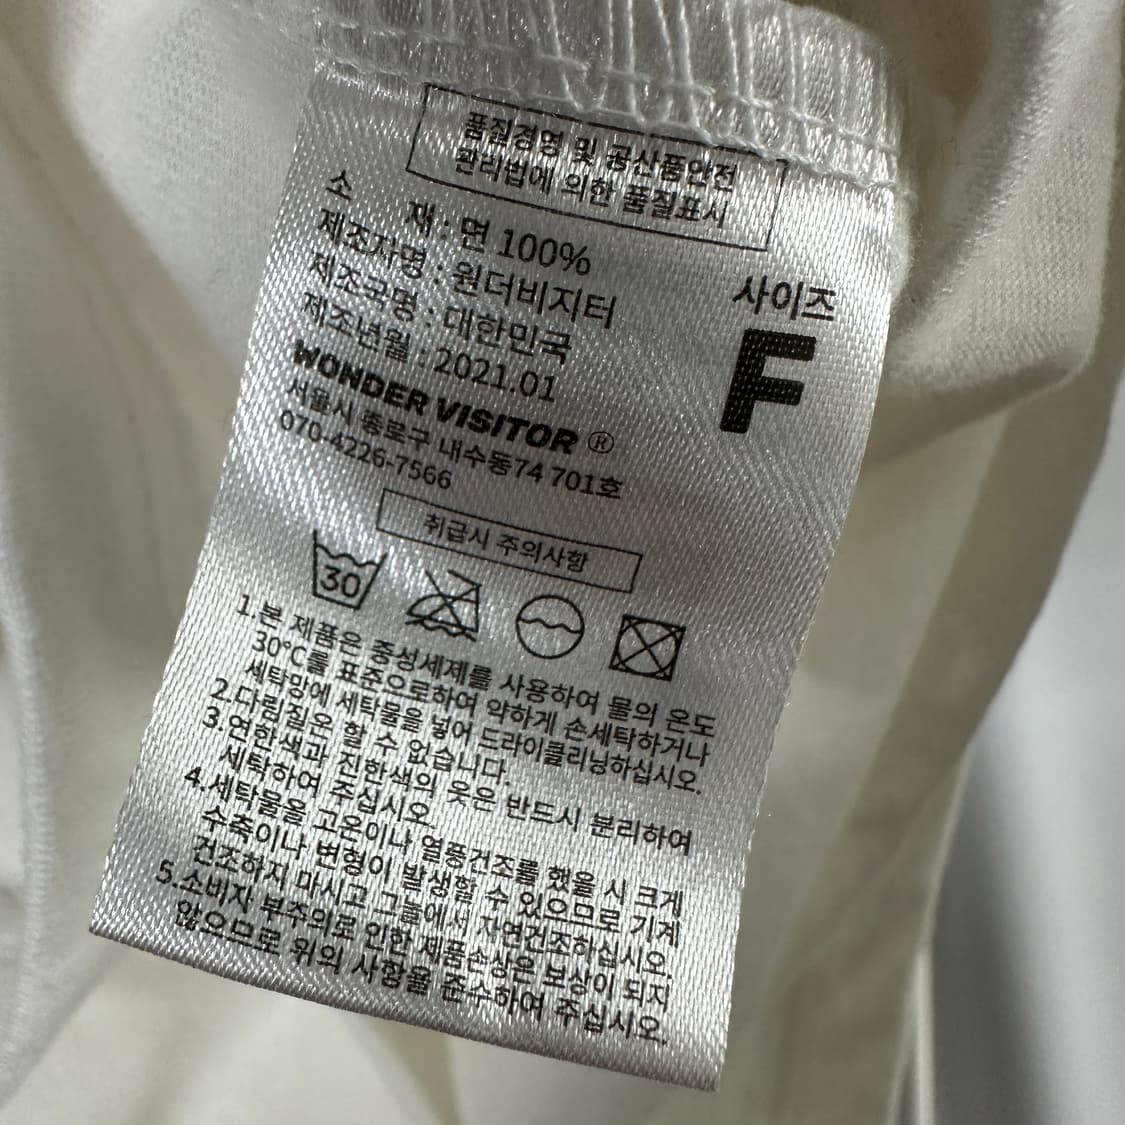 품질경영 및 공산품안전
관리법에 의한 품질표시
소 재 : 면 100%
제조자명 : 원더비지터
제조국명 : 대한민국
제조년월 : 2021.01
사이즈
F
WONDER VISITOR ®
서울시 종로구 내수동74 701호
070-4226-7566
취급시 주의사항
30
1.본 제품은 중성세제를 사용하여 물의 온도
30°C를 표준으로하여 약하게 손세탁하거나
세탁망에 세탁물을 넣어 드라이클리닝하십시오.
2.다림질은 할 수 없습니다.
3.연한색과 진한색의 옷은 반드시 분리하여
세탁하여 주십시오
4.세탁물을 고온이나 열풍건조를 했을 시 크게
수축이나 변형이 발생할 수 있으므로 기계
건조하지 마시고 그늘에서 자연건조하십시오.
5.소비자 부주의로 인한 제품손상은 보상이 되지
않으므로 위의 사항을 준수하여 주십시오.